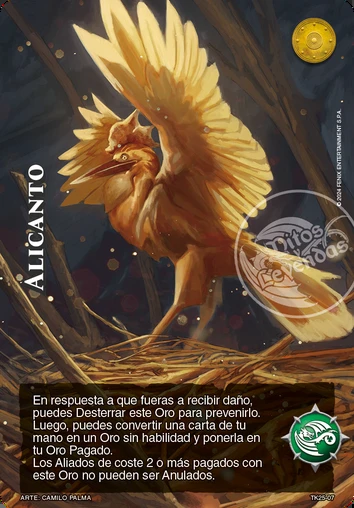 © 2024 FENIX ENTERTAINMENT S.P.A.
ALICANTO
Mitos y
Leyendas
En respuesta a que fueras a recibir daño,
puedes Desterrar este Oro para prevenirlo.
Luego, puedes convertir una carta de tu
mano en un Oro sin habilidad y ponerla en
tu Oro Pagado.
Los Aliados de coste 2 o más pagados con
este Oro no pueden ser Anulados.
ARTE: CAMILO PALMA
TK25-07